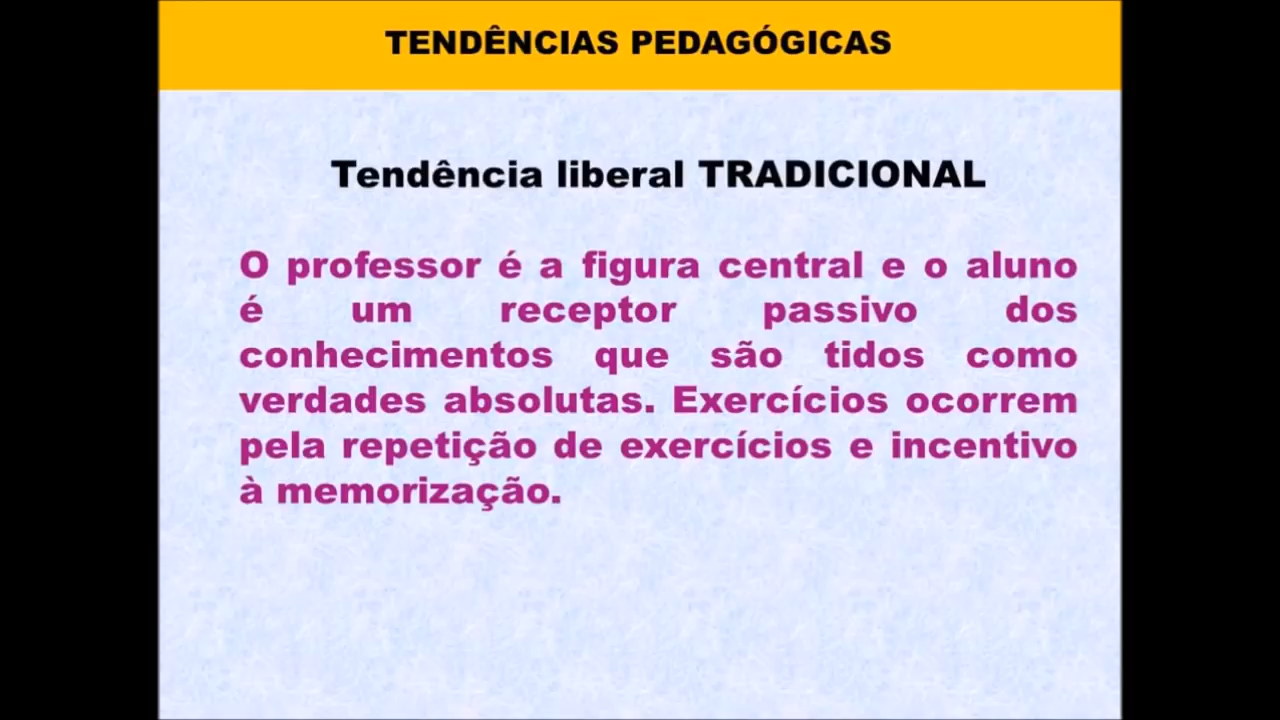 TENDÊNCIAS PEDAGÓGICAS
Tendência liberal TRADICIONAL
O professor é a figura central e o aluno
é um receptor passivo dos
conhecimentos que são tidos como
verdades absolutas. Exercícios ocorrem
pela repetição de exercícios e incentivo
à memorização.